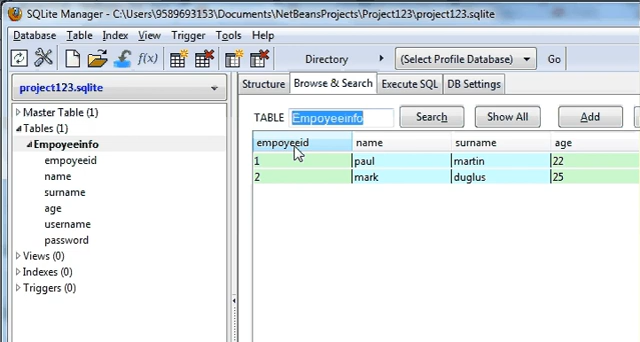 SQLite Manager - C:\Users\9589693153\Documents\NetBeansProjects\Project123\project123.sqlite
Database Table Index View Trigger Tools Help
f(x) Directory (Select Profile Database) Go
project123.sqlite
Structure Browse & Search Execute SQL DB Settings
Master Table (1)
Tables (1)
Empoyeeinfo
empoyeeid
name
surname
age
username
password
Views (0)
Indexes (0)
Triggers (0)
TABLE Empoyeeinfo Search Show All Add
empoyeeid name surname age
1 paul martin 22
2 mark duglus 25